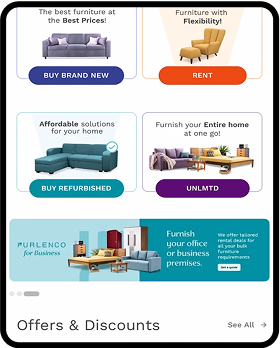 The best furniture at
the Best Prices!
Furniture with
Flexibility!
BUY BRAND NEW
RENT
Affordable solutions
for your home
Furnish your Entire home
at one go!
BUY REFURBISHED
UNLMTD
FURLENCO
for Business
Furnish
your office
or business
premises.
We offer tailored
rental deals for
all your bulk
furniture
requirements
Get a quote
Offers & Discounts
See All →